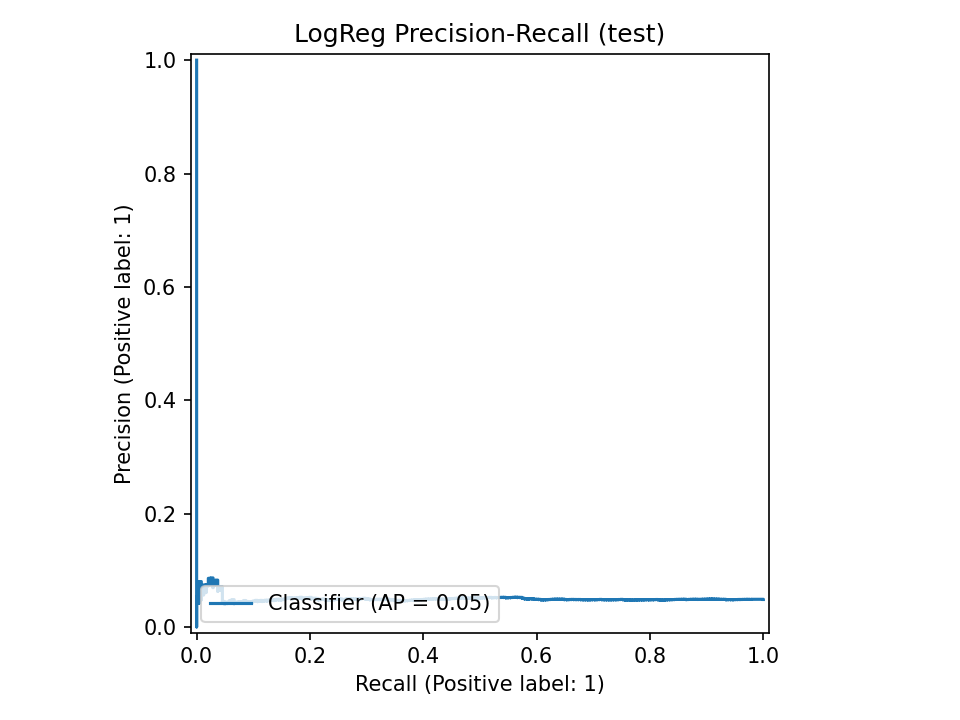 LogReg Precision-Recall (test)
1.0
0.8
0.6
0.4
0.2
0.0
Precision (Positive label: 1)
Classifier (AP = 0.05)
0.0 0.2 0.4 0.6 0.8 1.0
Recall (Positive label: 1)